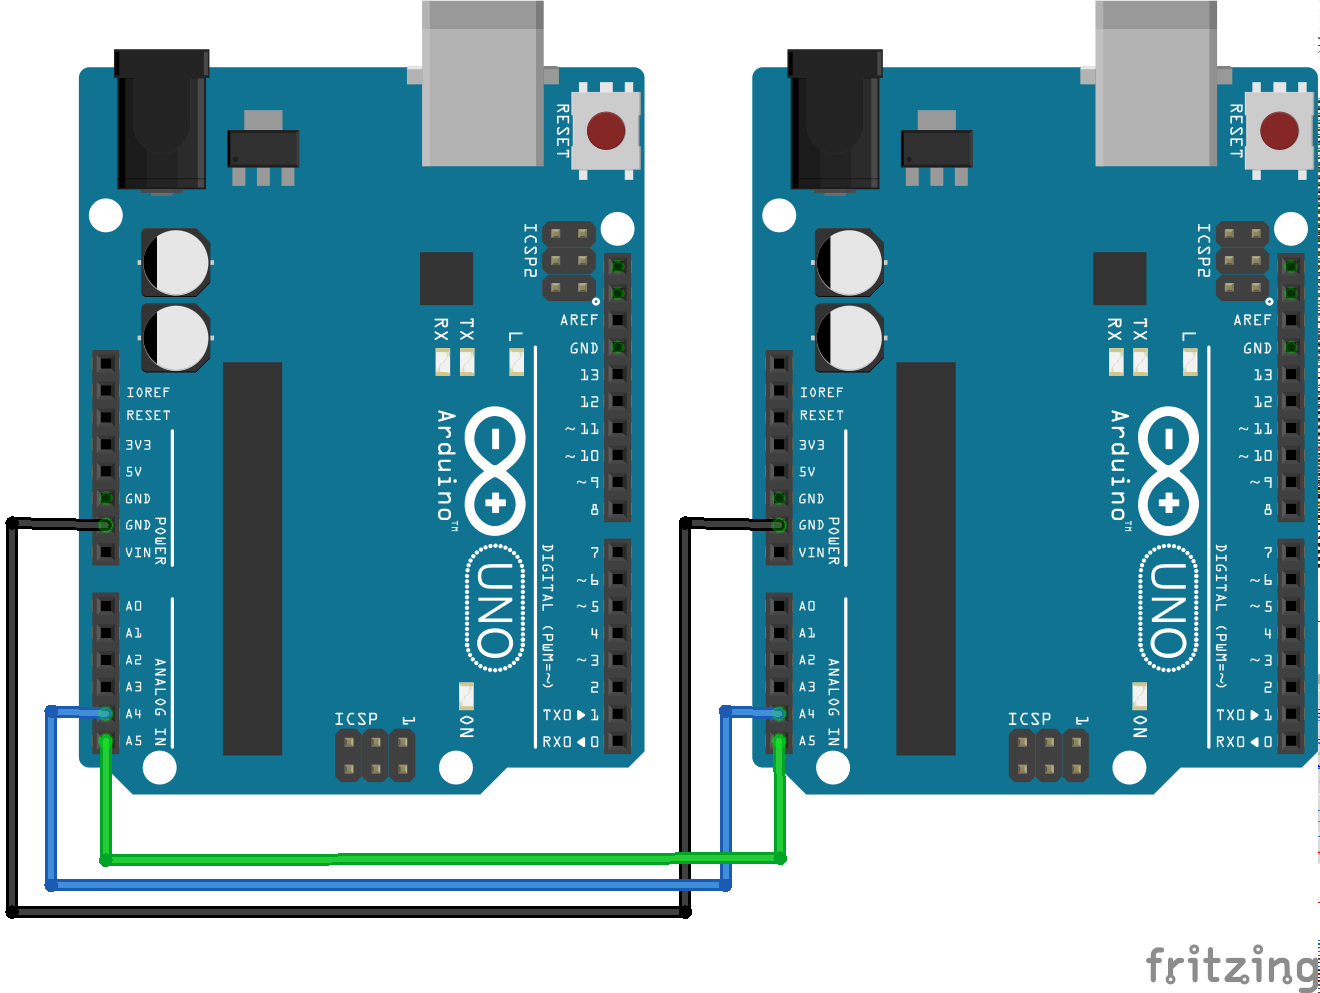 RESET
ICSP2
AREF
GND
RX
TX
L
13
12
~11
~10
~9
8
IOREF
RESET
3V3
5V
GND
GND
VIN
POWER
Arduino™
UNO
DIGITAL (PWM=~)
7
~6
~5
4
~3
2
TX0▶1
RX0◀0
A0
A1
A2
A3
A4
A5
ANALOG IN
ICSP
1
ON
RESET
ICSP2
AREF
GND
RX
TX
L
13
12
~11
~10
~9
8
IOREF
RESET
3V3
5V
GND
GND
VIN
POWER
Arduino™
UNO
DIGITAL (PWM=~)
7
~6
~5
4
~3
2
TX0▶1
RX0◀0
A0
A1
A2
A3
A4
A5
ANALOG IN
ICSP
1
ON
fritzing